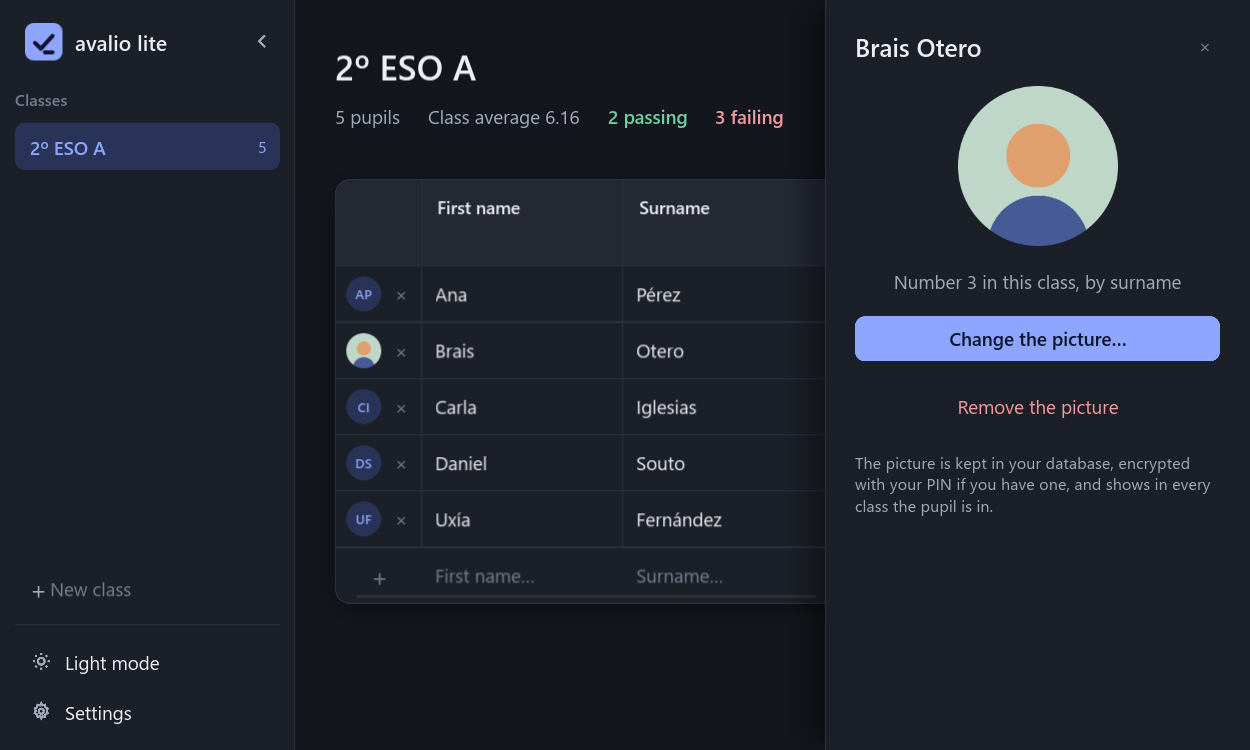 avalio lite
Classes
2º ESO A 5
+ New class
Light mode
Settings
2º ESO A
5 pupils Class average 6.16 2 passing 3 failing
First name Surname
AP × Ana Pérez
× Brais Otero
CI × Carla Iglesias
DS × Daniel Souto
UF × Uxía Fernández
+ First name... Surname...
Brais Otero ×
Number 3 in this class, by surname
Change the picture...
Remove the picture
The picture is kept in your database, encrypted
with your PIN if you have one, and shows in every
class the pupil is in.